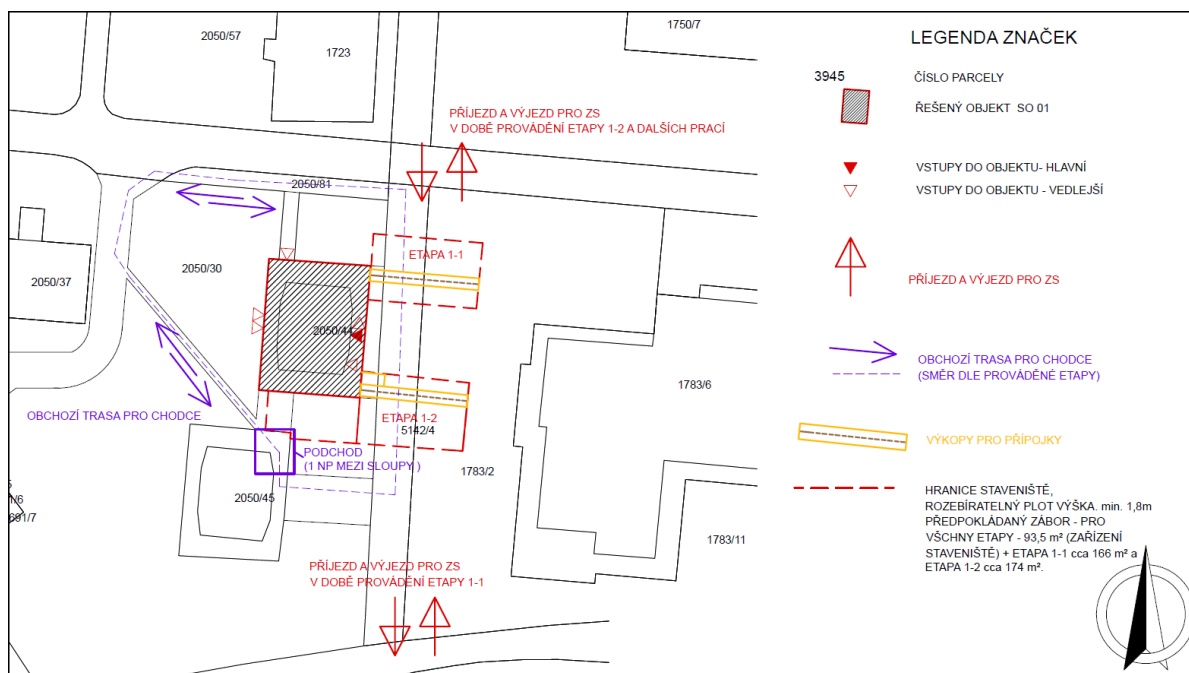 2050/57
1723
1750/7
PŘÍJEZD A VÝJEZD PRO ZS
V DOBĚ PROVÁDĚNÍ ETAPY 1-2 A DALŠÍCH PRACÍ
2050/81
ETAPA 1-1
2050/30
2050/37
2050/44
1783/6
OBCHOZÍ TRASA PRO CHODCE
ETAPA 1-2
5142/4
PODCHOD
(1 NP MEZI SLOUPY )
1783/2
2050/45
1/6
691/7
1783/11
PŘÍJEZD A VÝJEZD PRO ZS
V DOBĚ PROVÁDĚNÍ ETAPY 1-1
LEGENDA ZNAČEK
3945
ČÍSLO PARCELY
ŘEŠENÝ OBJEKT SO 01
VSTUPY DO OBJEKTU- HLAVNÍ
VSTUPY DO OBJEKTU - VEDLEJŠÍ
PŘÍJEZD A VÝJEZD PRO ZS
OBCHOZÍ TRASA PRO CHODCE
(SMĚR DLE PROVÁDĚNÉ ETAPY)
VÝKOPY PRO PŘÍPOJKY
HRANICE STAVENIŠTĚ,
ROZEBÍRATELNÝ PLOT VÝŠKA. min. 1,8m
PŘEDPOKLÁDANÝ ZÁBOR - PRO
VŠCHNY ETAPY - 93,5 m² (ZAŘÍZENÍ
STAVENIŠTĚ) + ETAPA 1-1 cca 166 m² a
ETAPA 1-2 cca 174 m².